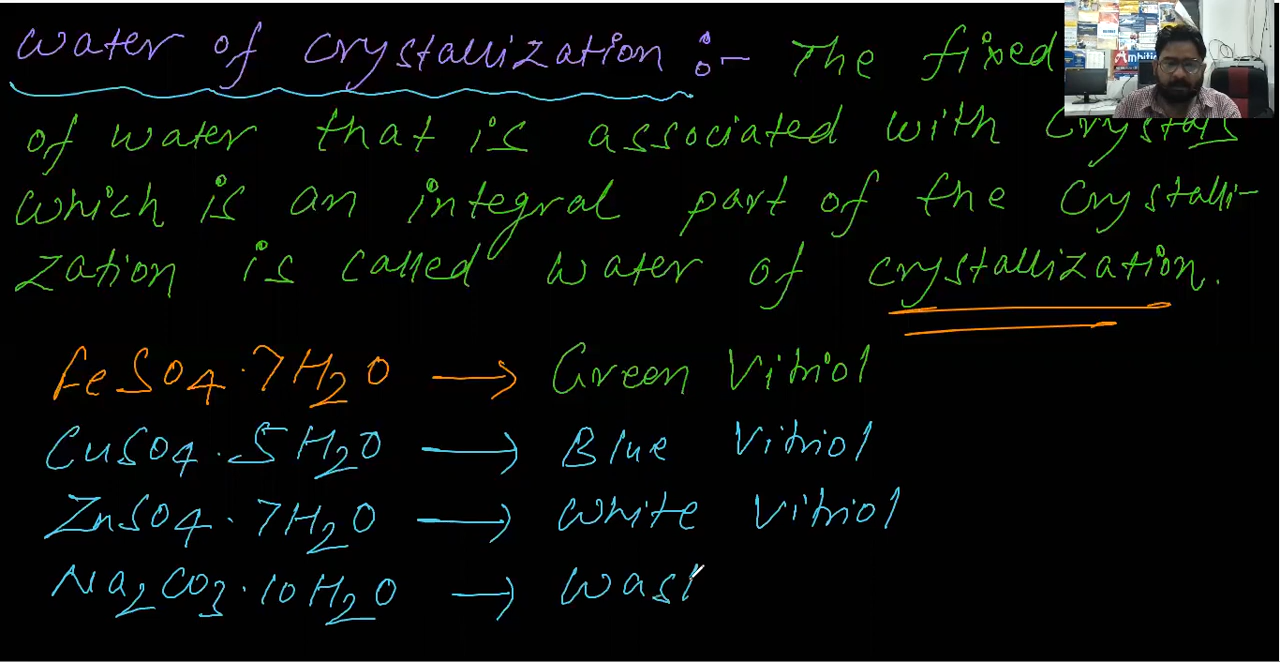 Water of Crystallization :- The fixed
of water that is associated with Crystals
which is an integral part of the Crystalli-
zation is called water of crystallization.
FeSO4.7H2O → Green Vitriol
CuSO4.5H2O → Blue Vitriol
ZnSO4.7H2O → White Vitriol
Na2CO3.10H2O → Wash
Ambitio